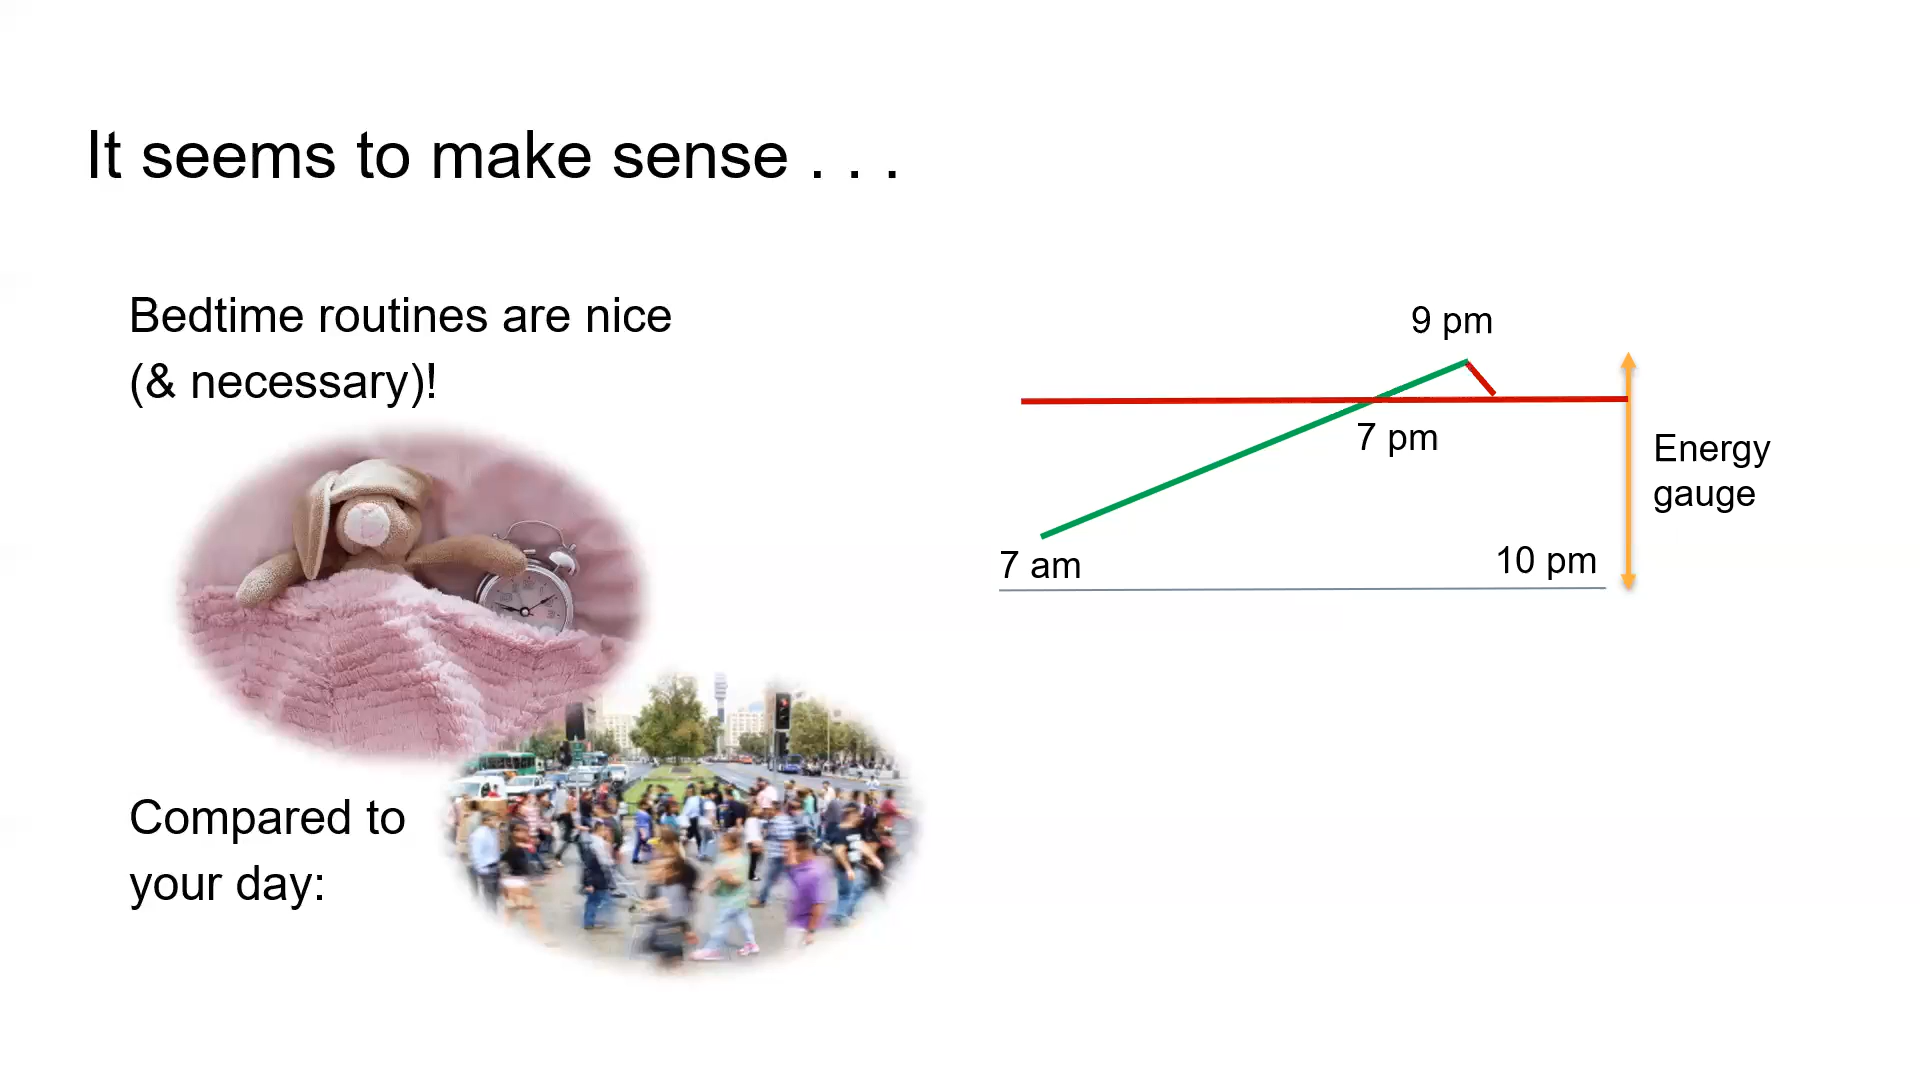 It seems to make sense . . .
Bedtime routines are nice
(& necessary)!
Compared to
your day:
9 pm
7 pm
Energy
gauge
7 am
10 pm